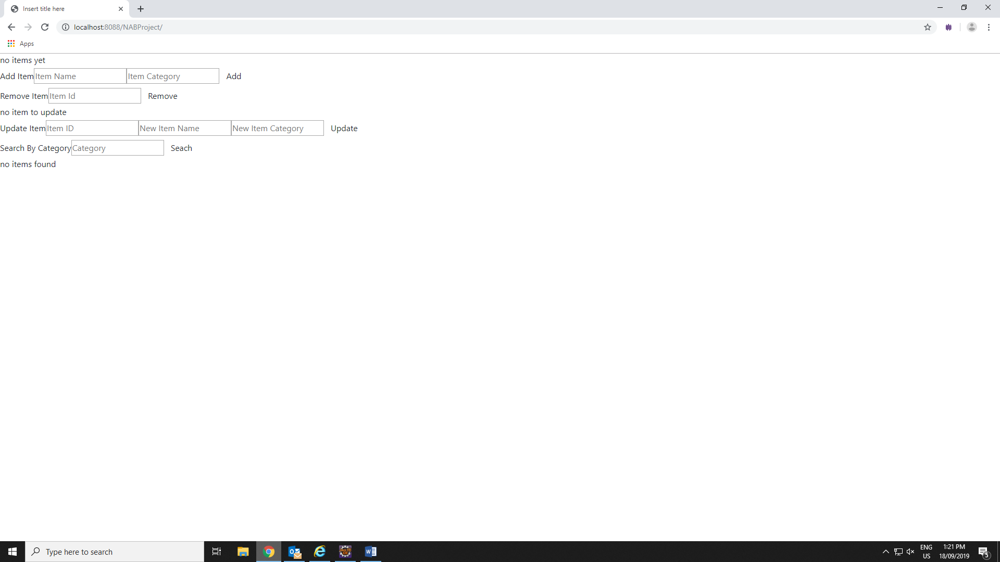 Insert title here
localhost:8088/NABProject/
Apps
no items yet
Add Item Item Name Item Category Add
Remove Item Item Id Remove
no item to update
Update Item Item ID New Item Name New Item Category Update
Search By Category Category Seach
no items found
Type here to search
ENG 1:21 PM
US 18/09/2019 5